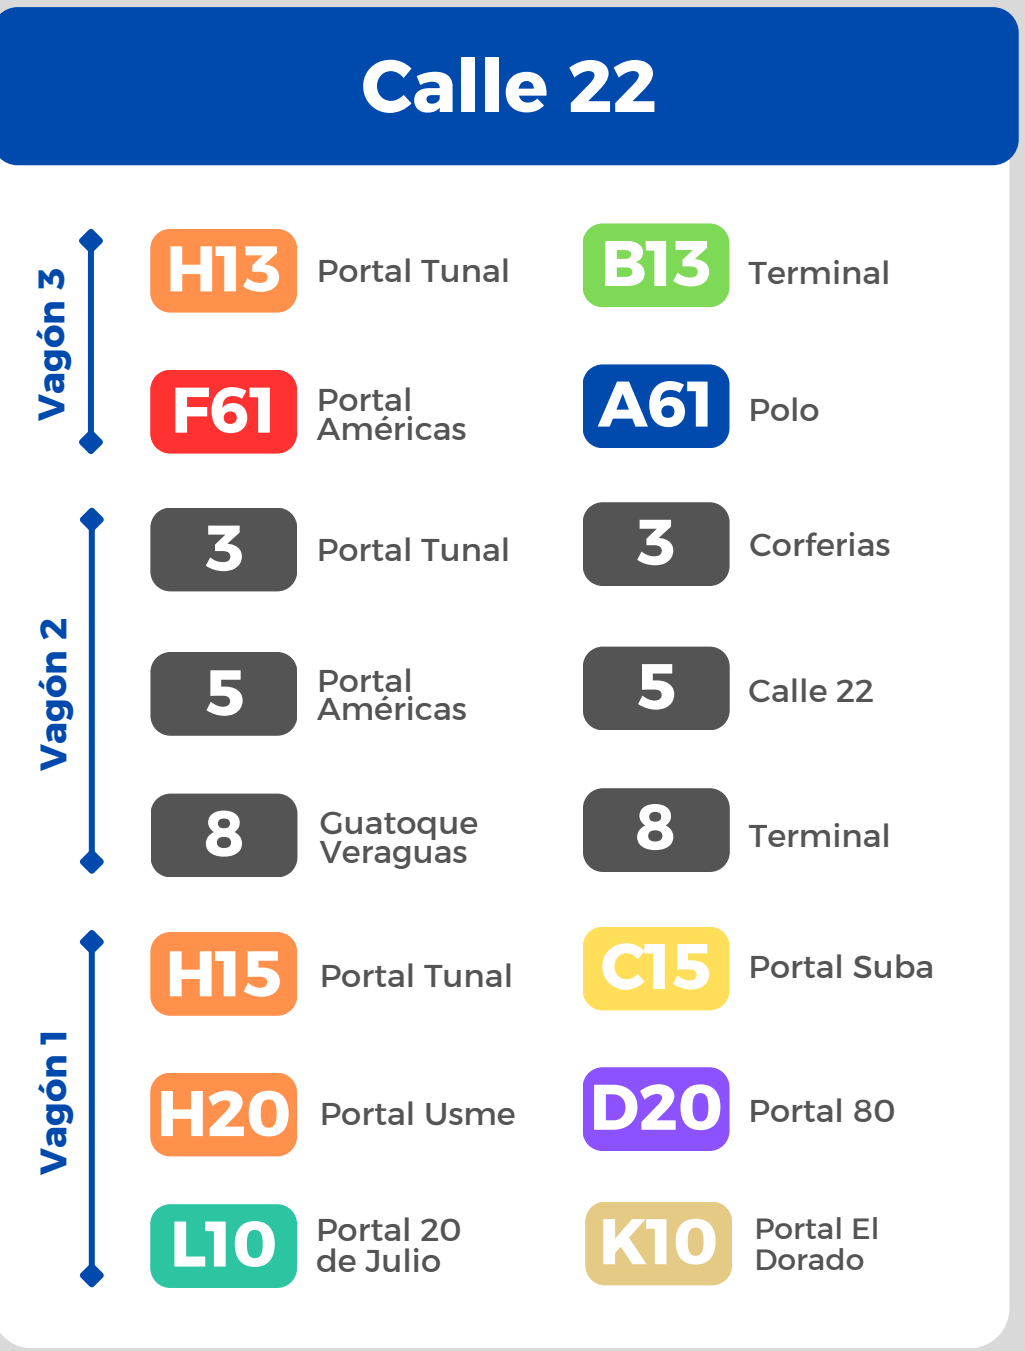 Calle 22
Vagón 3
H13 Portal Tunal
B13 Terminal
F61 Portal
Américas
A61 Polo
Vagón 2
3 Portal Tunal
3 Corferias
5 Portal
Américas
5 Calle 22
8 Guatoque
Veraguas
8 Terminal
Vagón 1
H15 Portal Tunal
C15 Portal Suba
H20 Portal Usme
D20 Portal 80
L10 Portal 20
de Julio
K10 Portal El
Dorado